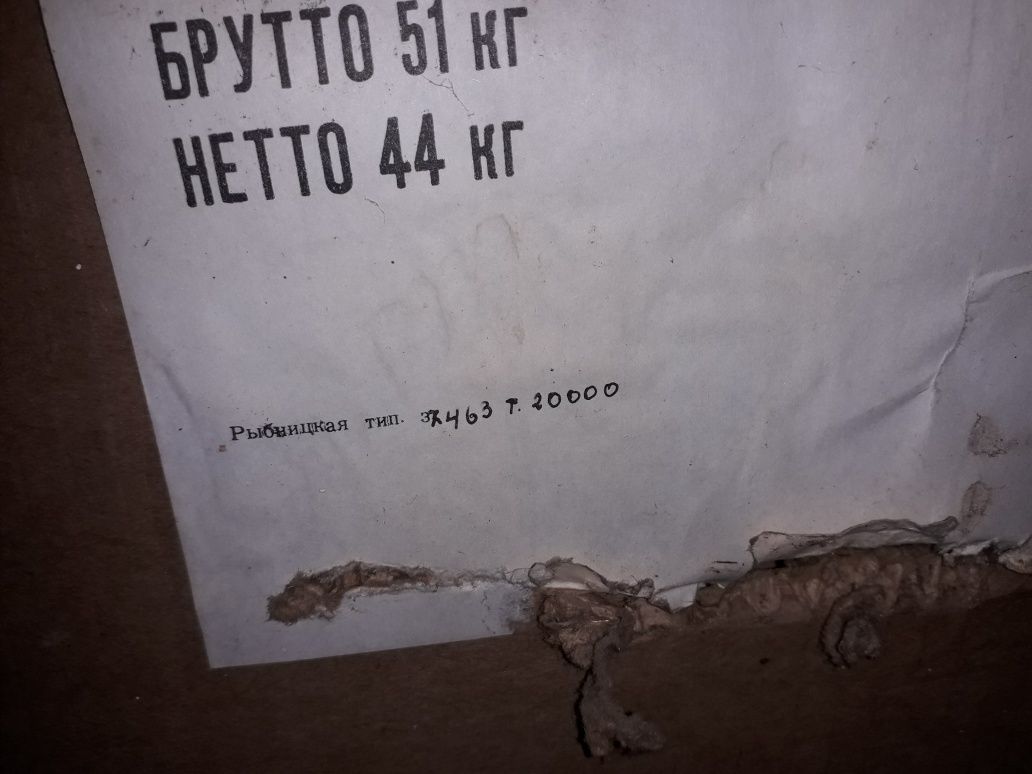 БРУТТО 51 кг
НЕТТО 44 кг
Рыбницкая тип. з. 463 т. 20000